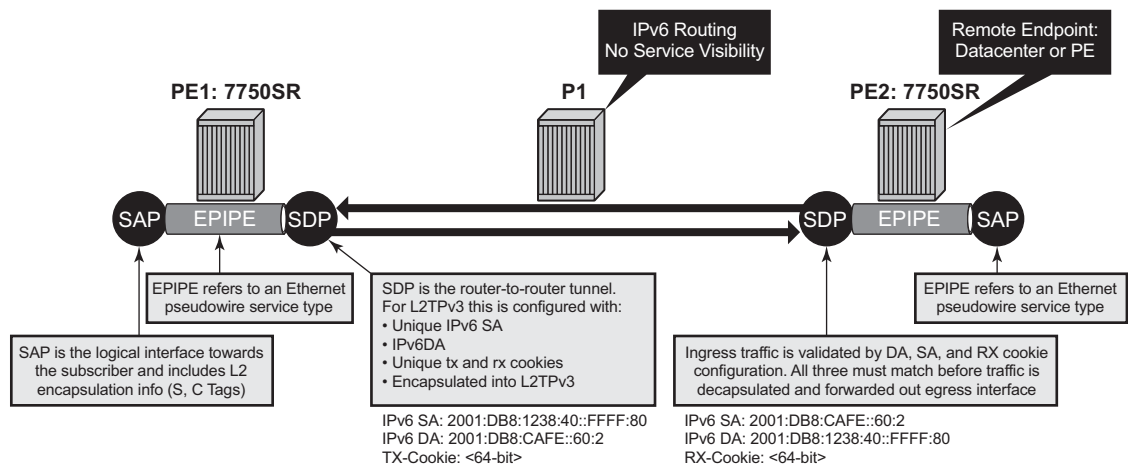 IPv6 Routing
No Service Visibility
Remote Endpoint:
Datacenter or PE
PE1: 7750SR
P1
PE2: 7750SR
SAP
EPIPE
SDP
SDP
EPIPE
SAP
EPIPE refers to an Ethernet
pseudowire service type
SAP is the logical interface towards
the subscriber and includes L2
encapsulation info (S, C Tags)
SDP is the router-to-router tunnel.
For L2TPv3 this is configured with:
• Unique IPv6 SA
• IPv6DA
• Unique tx and rx cookies
• Encapsulated into L2TPv3
IPv6 SA: 2001:DB8:1238:40::FFFF:80
IPv6 DA: 2001:DB8:CAFE::60:2
TX-Cookie: <64-bit>
EPIPE refers to an Ethernet
pseudowire service type
Ingress traffic is validated by DA, SA, and RX cookie
configuration. All three must match before traffic is
decapsulated and forwarded out egress interface
IPv6 SA: 2001:DB8:CAFE::60:2
IPv6 DA: 2001:DB8:1238:40::FFFF:80
RX-Cookie: <64-bit>